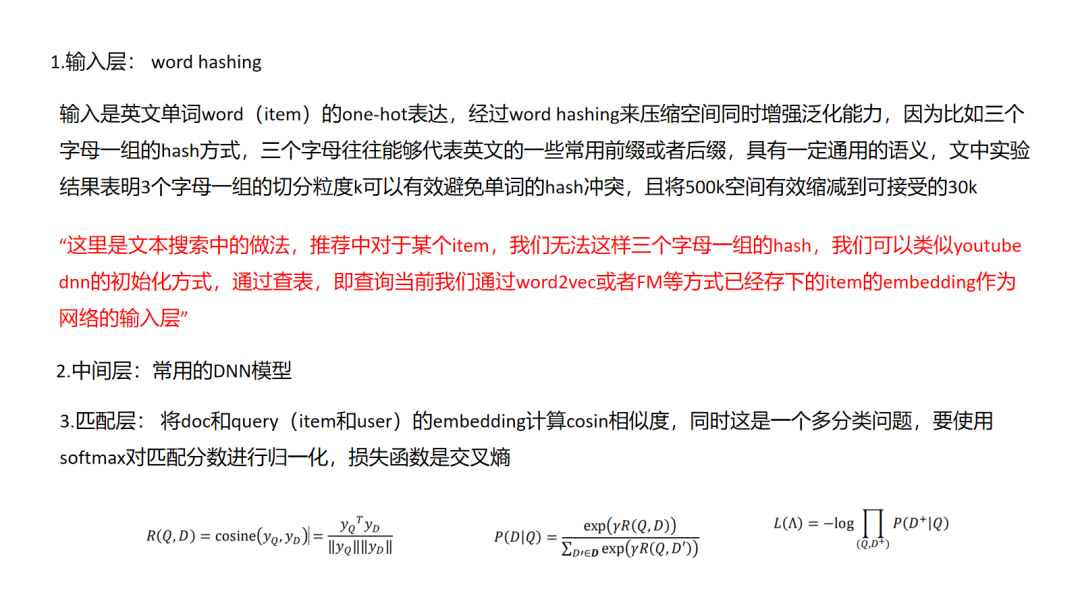 1.输入层： word hashing
输入是英文单词word（item）的one-hot表达，经过word hashing来压缩空间同时增强泛化能力，因为比如三个
字母一组的hash方式，三个字母往往能够代表英文的一些常用前缀或者后缀，具有一定通用的语义，文中实验
结果表明3个字母一组的切分粒度k可以有效避免单词的hash冲突，且将500k空间有效缩减到可接受的30k
“这里是文本搜索中的做法，推荐中对于某个item，我们无法这样三个字母一组的hash，我们可以类似youtube
dnn的初始化方式，通过查表，即查询当前我们通过word2vec或者FM等方式已经存下的item的embedding作为
网络的输入层”
2.中间层：常用的DNN模型
3.匹配层： 将doc和query（item和user）的embedding计算cosin相似度，同时这是一个多分类问题，要使用
softmax对匹配分数进行归一化，损失函数是交叉熵
R(Q, D) = cosine(y_Q, y_D) = y_Q^T y_D / ‖y_Q‖‖y_D‖
P(D|Q) = exp(γR(Q, D)) / ∑_{D′∈D} exp(γR(Q, D′))
L(Λ) = −log ∏_{(Q,D⁺)} P(D⁺|Q)